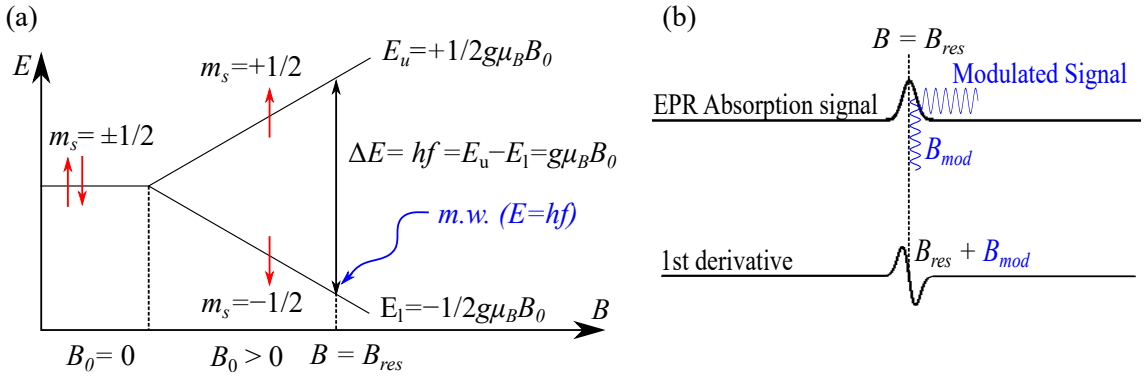 (a)
E
m_s=+1/2
E_u=+1/2gμ_BB_0
m_s= ±1/2
ΔE= hf =E_u−E_l=gμ_BB_0
m.w. (E=hf)
m_s=−1/2
E_l=−1/2gμ_BB_0
B
B_0= 0
B_0 > 0
B = B_res
(b)
B = B_res
Modulated Signal
EPR Absorption signal
B_mod
1st derivative
B_res + B_mod